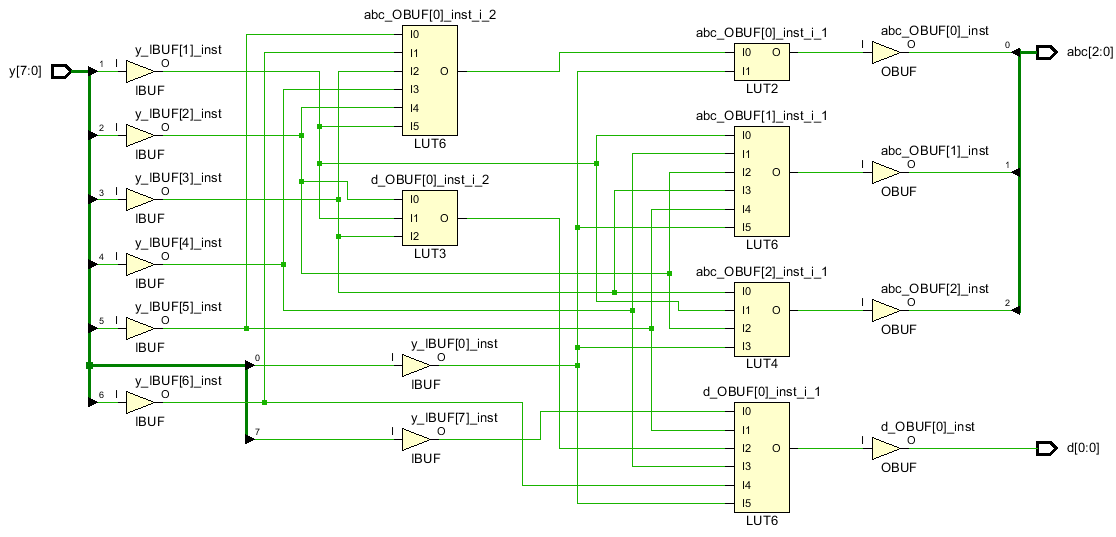 y[7:0]
1
I
y_IBUF[1]_inst
O
IBUF
2
I
y_IBUF[2]_inst
O
IBUF
3
I
y_IBUF[3]_inst
O
IBUF
4
I
y_IBUF[4]_inst
O
IBUF
5
I
y_IBUF[5]_inst
O
IBUF
6
I
y_IBUF[6]_inst
O
IBUF
0
I
y_IBUF[0]_inst
O
IBUF
7
I
y_IBUF[7]_inst
O
IBUF
abc_OBUF[0]_inst_i_2
I0
I1
I2
I3
I4
I5
O
LUT6
d_OBUF[0]_inst_i_2
I0
I1
I2
O
LUT3
abc_OBUF[0]_inst_i_1
I0
I1
O
LUT2
abc_OBUF[1]_inst_i_1
I0
I1
I2
I3
I4
I5
O
LUT6
abc_OBUF[2]_inst_i_1
I0
I1
I2
I3
O
LUT4
d_OBUF[0]_inst_i_1
I0
I1
I2
I3
I4
I5
O
LUT6
abc_OBUF[0]_inst
I
O
OBUF
0
abc[2:0]
abc_OBUF[1]_inst
I
O
OBUF
1
abc_OBUF[2]_inst
I
O
OBUF
2
d_OBUF[0]_inst
I
O
OBUF
d[0:0]